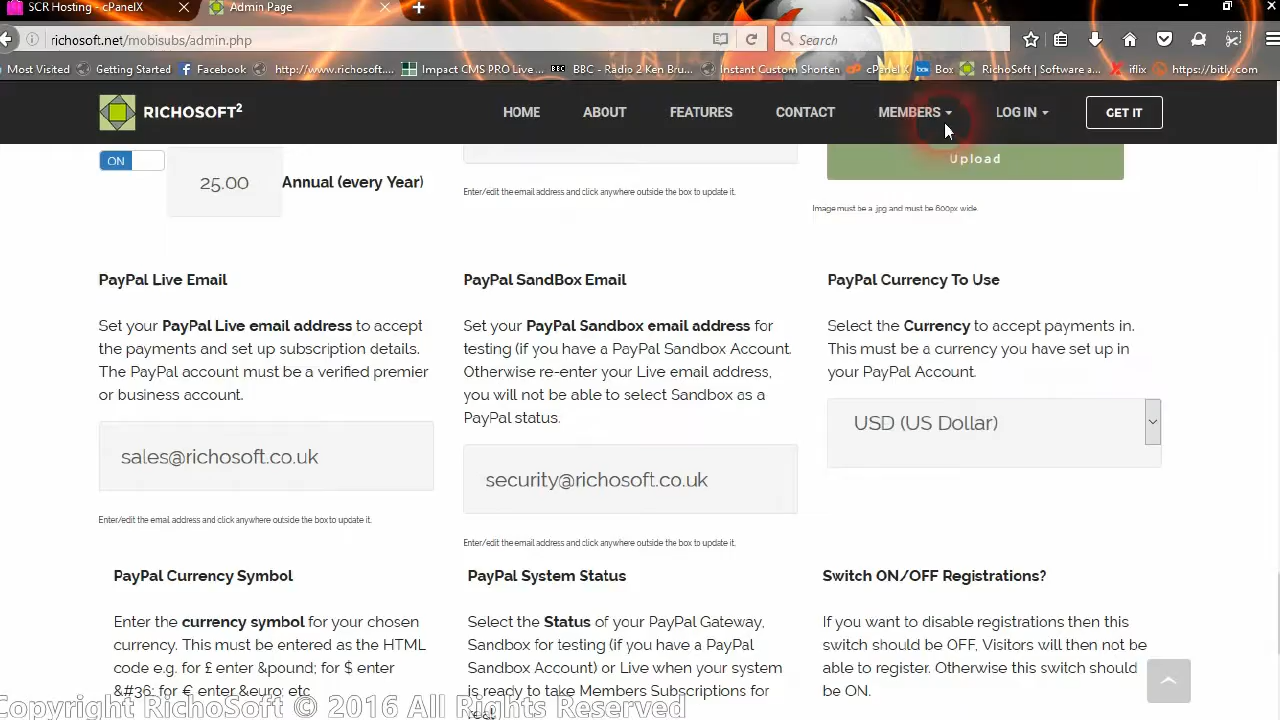 SCR Hosting - cPanelX
Admin Page
richosoft.net/mobisubs/admin.php
Search
Most Visited
Getting Started
Facebook
http://www.richosoft....
Impact CMS PRO Live ...
BBC - Radio 2 Ken Bru...
Instant Custom Shorten
cPanel X
Box
RichoSoft | Software a...
iflix
https://bitly.com
RICHOSOFT²
HOME
ABOUT
FEATURES
CONTACT
MEMBERS
LOG IN
GET IT
ON
25.00
Annual (every Year)
Enter/edit the email address and click anywhere outside the box to update it.
Upload
Image must be a .jpg and must be 600px wide.
PayPal Live Email
Set your PayPal Live email address to accept
the payments and set up subscription details.
The PayPal account must be a verified premier
or business account.
sales@richosoft.co.uk
Enter/edit the email address and click anywhere outside the box to update it.
PayPal SandBox Email
Set your PayPal Sandbox email address for
testing (if you have a PayPal Sandbox Account.
Otherwise re-enter your Live email address,
you will not be able to select Sandbox as a
PayPal status.
security@richosoft.co.uk
Enter/edit the email address and click anywhere outside the box to update it.
PayPal Currency To Use
Select the Currency to accept payments in.
This must be a currency you have set up in
your PayPal Account.
USD (US Dollar)
PayPal Currency Symbol
Enter the currency symbol for your chosen
currency. This must be entered as the HTML
code e.g. for £ enter &pound; for $ enter
&#36; for € enter &euro; etc
PayPal System Status
Select the Status of your PayPal Gateway,
Sandbox for testing (if you have a PayPal
Sandbox Account) or Live when your system
is ready to take Members Subscriptions for
real.
Switch ON/OFF Registrations?
If you want to disable registrations then this
switch should be OFF, Visitors will then not be
able to register. Otherwise this switch should
be ON.
Copyright RichoSoft © 2016 All Rights Reserved